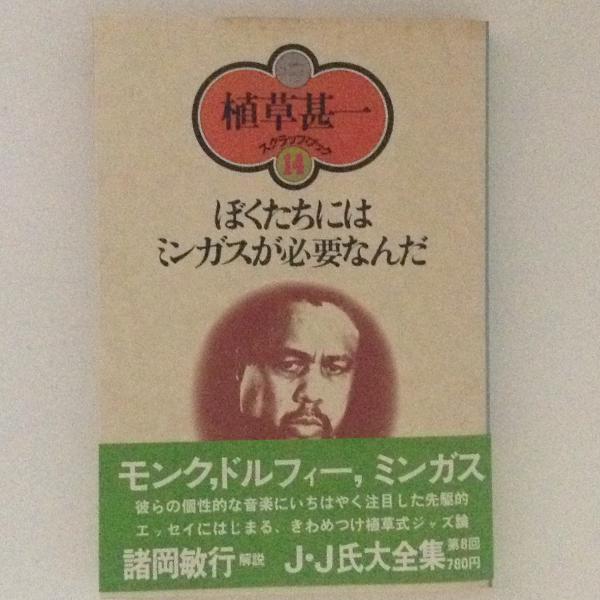 植草甚一
スクラップ・ブック
14
ぼくたちには
ミンガスが必要なんだ
モンク,ドルフィー,ミンガス
彼らの個性的な音楽にいちはやく注目した先駆的
エッセイにはじまる、きわめつけ植草式ジャズ論
諸岡敏行 解説 J・J氏大全集 第8回 780円